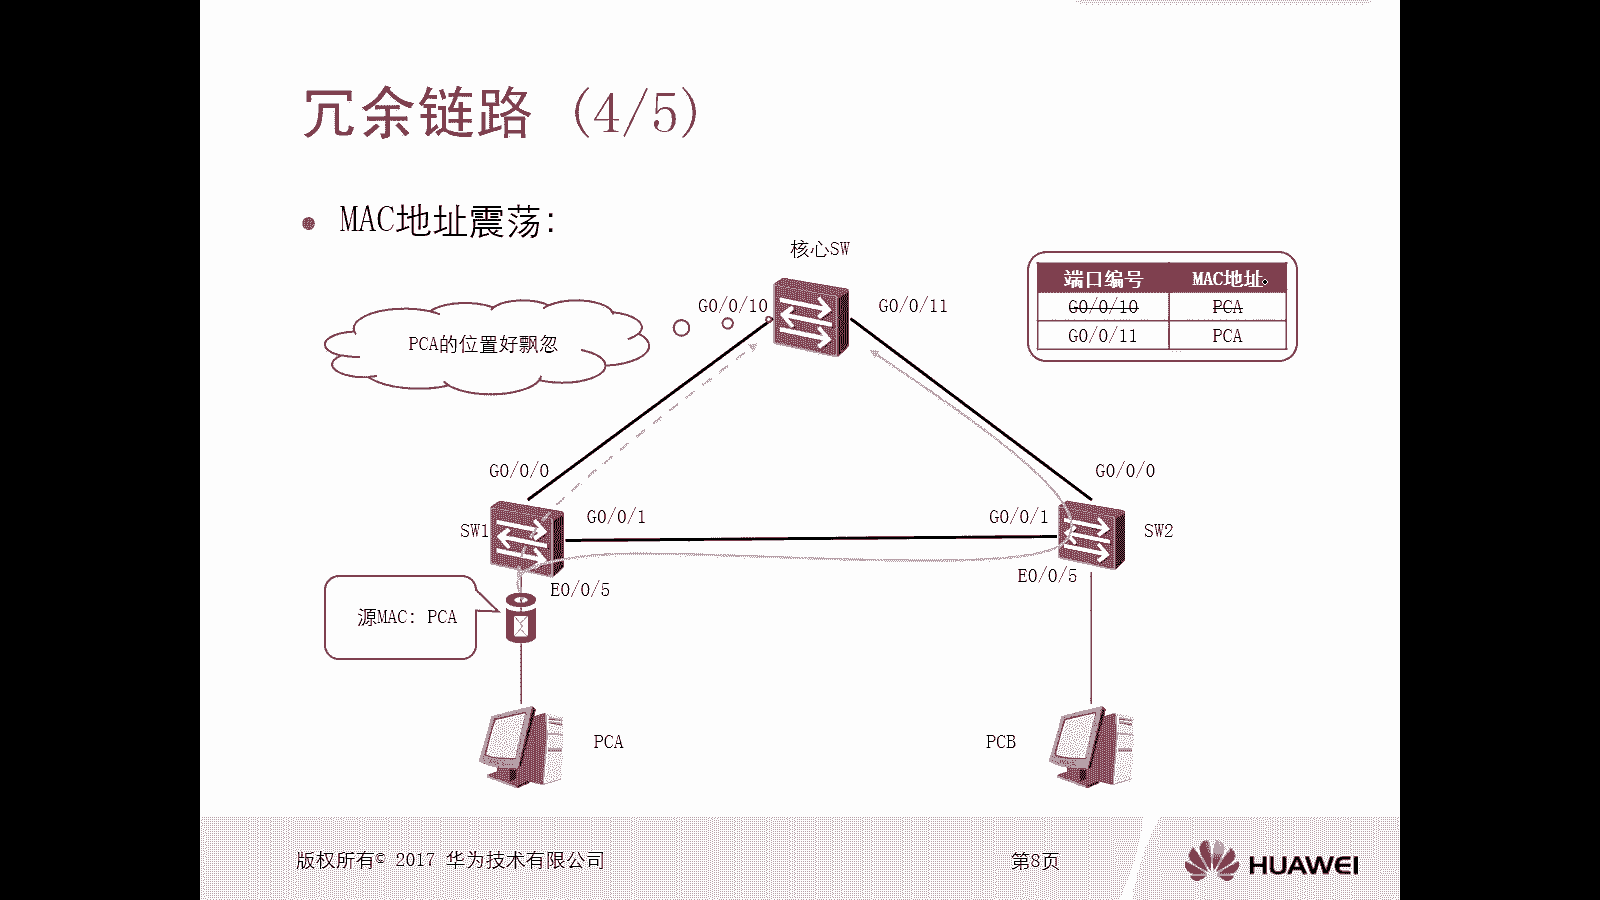 冗余链路 (4/5)
MAC地址震荡：
核心SW
G0/0/10
G0/0/11
端口编号 MAC地址
G0/0/10 PCA
G0/0/11 PCA
PCA的位置好飘忽
G0/0/0
G0/0/0
SW1
G0/0/1
G0/0/1
SW2
E0/0/5
E0/0/5
源MAC: PCA
PCA
PCB
版权所有© 2017 华为技术有限公司
第8页
HUAWEI